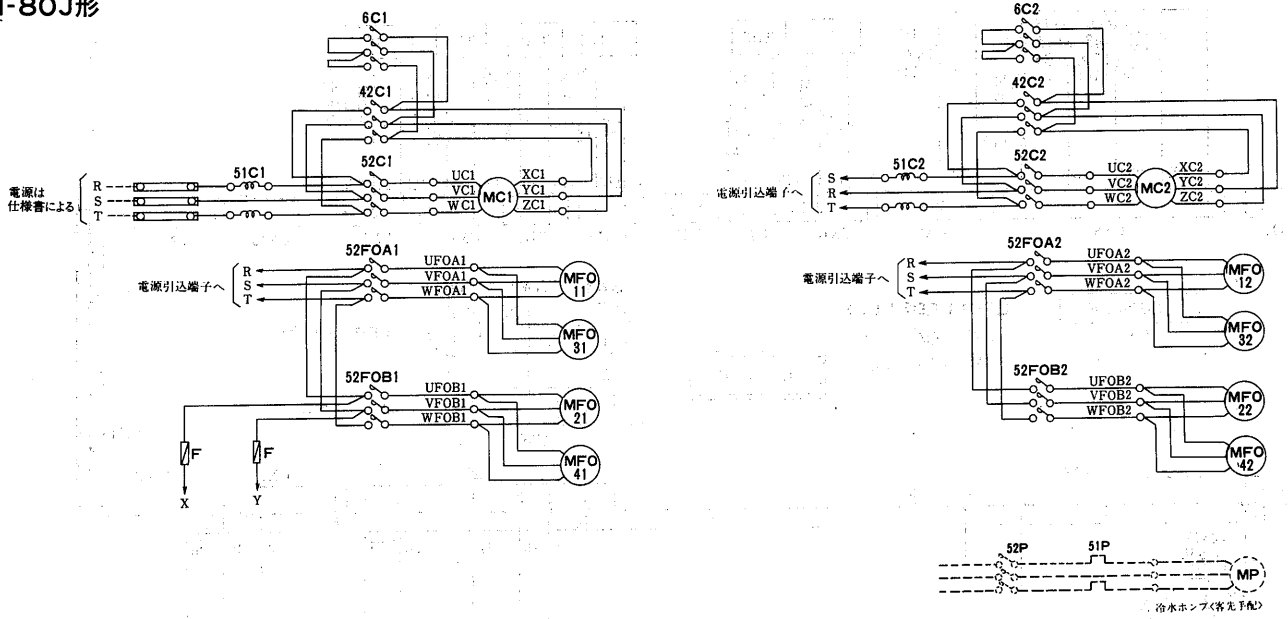 -80J形
6C1
42C1
52C1
51C1
電源は
仕様書による
R
S
T
UC1
VC1
WC1
MC1
XC1
YC1
ZC1
52FOA1
電源引込端子へ
R
S
T
UFOA1
VFOA1
WFOA1
MFO
11
MFO
31
52FOB1
UFOB1
VFOB1
WFOB1
MFO
21
MFO
41
F
F
X
Y
6C2
42C2
52C2
51C2
電源引込端子へ
S
R
T
UC2
VC2
WC2
MC2
XC2
YC2
ZC2
52FOA2
電源引込端子へ
R
S
T
UFOA2
VFOA2
WFOA2
MFO
12
MFO
32
52FOB2
UFOB2
VFOB2
WFOB2
MFO
22
MFO
42
52P
51P
MP
冷水ポンプ<客先手配>